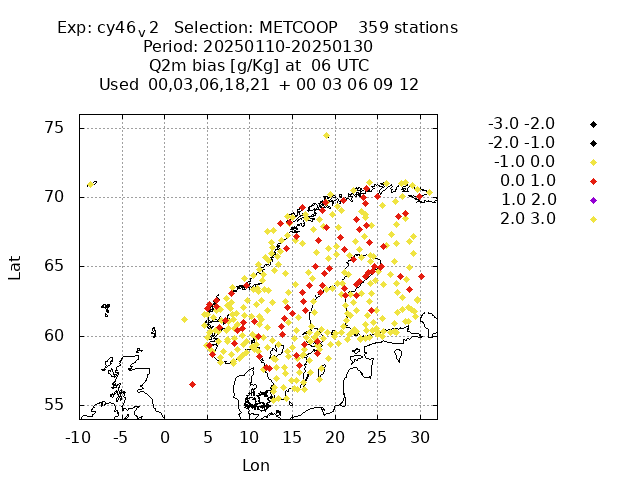 Exp: cy46v2 Selection: METCOOP 359 stations
Period: 20250110-20250130
Q2m bias [g/Kg] at 06 UTC
Used 00,03,06,18,21 + 00 03 06 09 12
-3.0 -2.0
-2.0 -1.0
-1.0 0.0
0.0 1.0
1.0 2.0
2.0 3.0
75
70
65
60
55
Lat
-10 -5 0 5 10 15 20 25 30
Lon